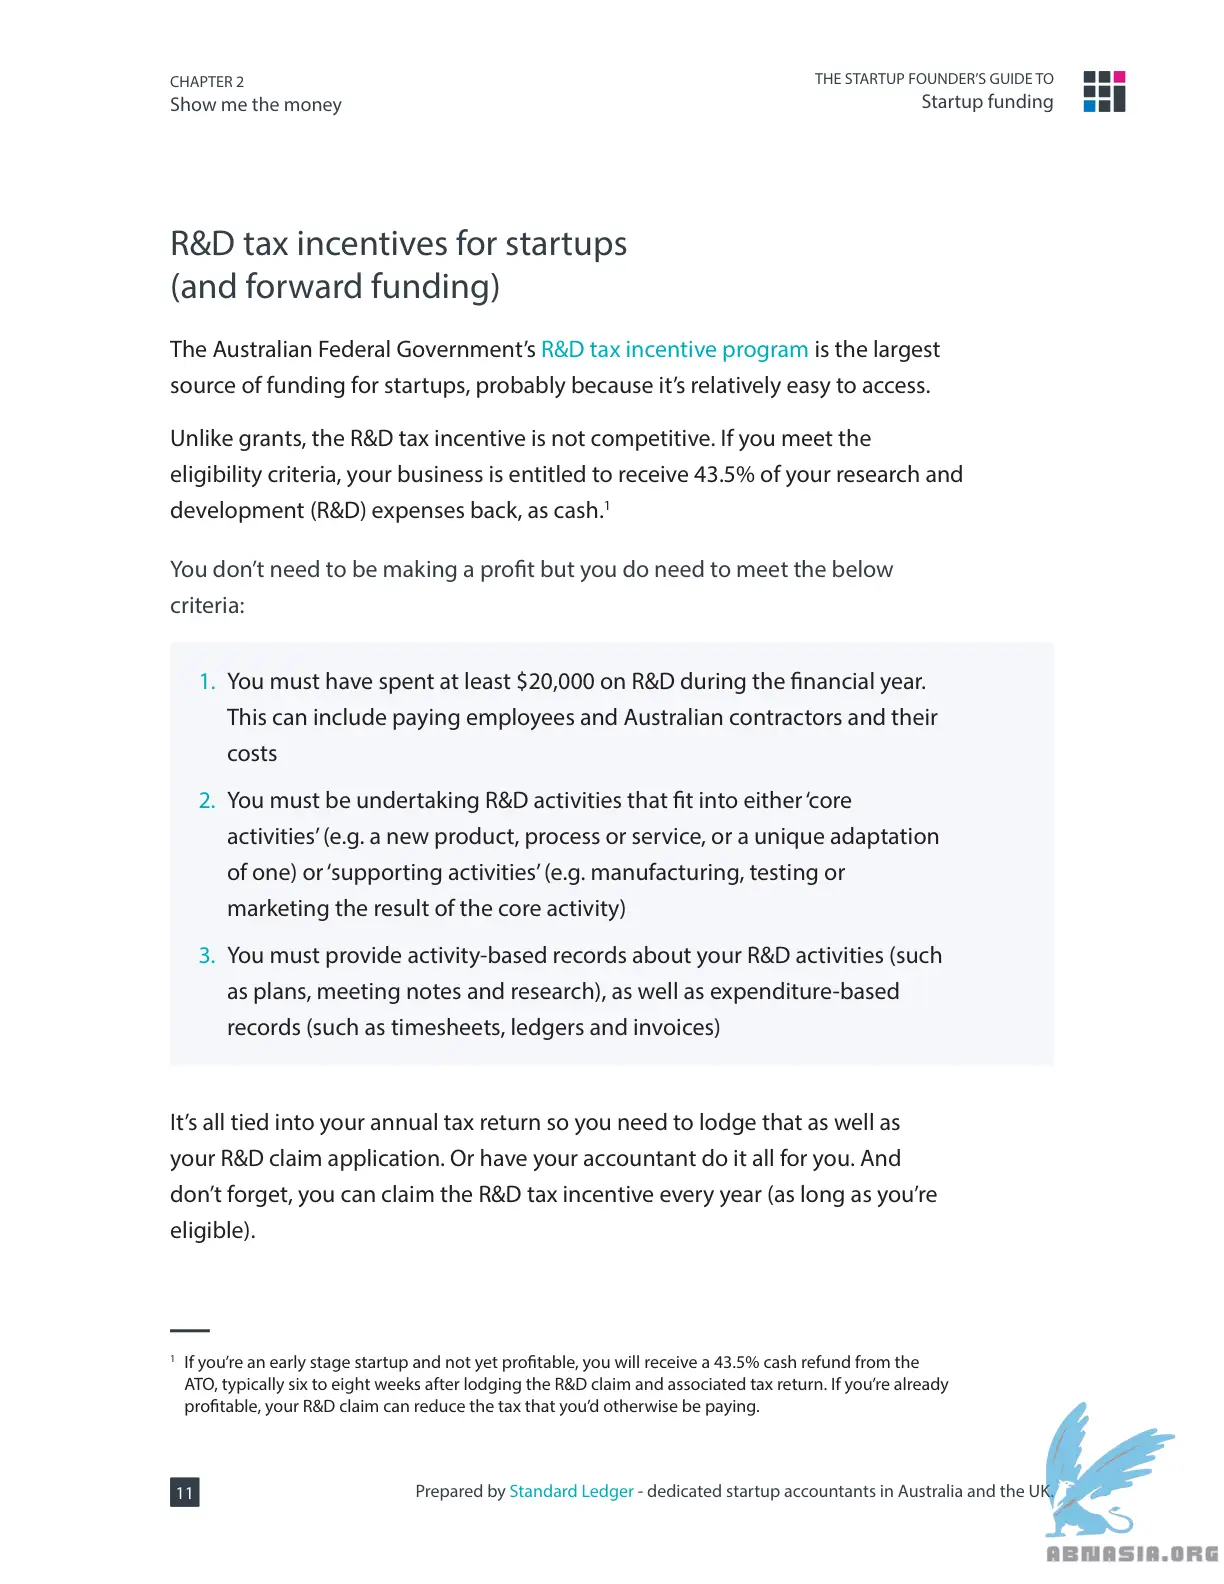 CHAPTER 2
Show me the money
THE STARTUP FOUNDER’S GUIDE TO
Startup funding
R&D tax incentives for startups
(and forward funding)
The Australian Federal Government’s R&D tax incentive program is the largest
source of funding for startups, probably because it’s relatively easy to access.
Unlike grants, the R&D tax incentive is not competitive. If you meet the
eligibility criteria, your business is entitled to receive 43.5% of your research and
development (R&D) expenses back, as cash.¹
You don’t need to be making a profit but you do need to meet the below
criteria:
1. You must have spent at least $20,000 on R&D during the financial year.
This can include paying employees and Australian contractors and their
costs
2. You must be undertaking R&D activities that fit into either ‘core
activities’ (e.g. a new product, process or service, or a unique adaptation
of one) or ‘supporting activities’ (e.g. manufacturing, testing or
marketing the result of the core activity)
3. You must provide activity-based records about your R&D activities (such
as plans, meeting notes and research), as well as expenditure-based
records (such as timesheets, ledgers and invoices)
It’s all tied into your annual tax return so you need to lodge that as well as
your R&D claim application. Or have your accountant do it all for you. And
don’t forget, you can claim the R&D tax incentive every year (as long as you’re
eligible).
¹ If you’re an early stage startup and not yet profitable, you will receive a 43.5% cash refund from the
ATO, typically six to eight weeks after lodging the R&D claim and associated tax return. If you’re already
profitable, your R&D claim can reduce the tax that you’d otherwise be paying.
11
Prepared by Standard Ledger - dedicated startup accountants in Australia and the UK.
ABNASIA.ORG